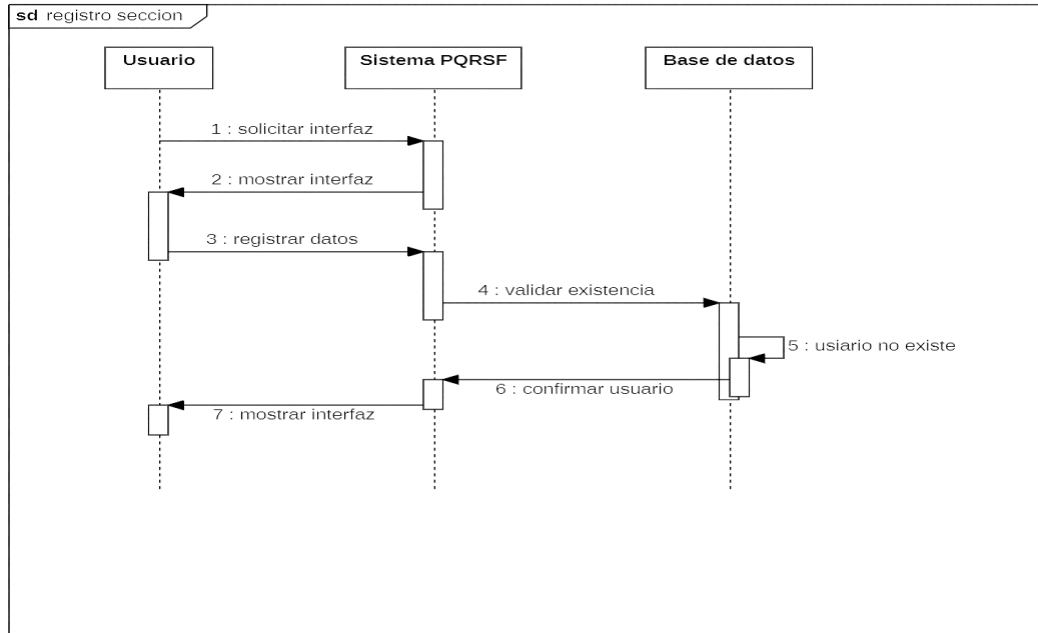 sd registro seccion
Usuario
Sistema PQRSF
Base de datos
1 : solicitar interfaz
2 : mostrar interfaz
3 : registrar datos
4 : validar existencia
5 : usiario no existe
6 : confirmar usuario
7 : mostrar interfaz